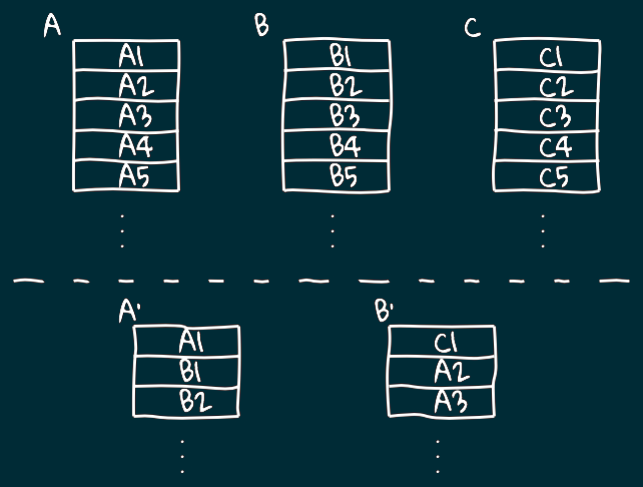 A B C
A1 B1 C1
A2 B2 C2
A3 B3 C3
A4 B4 C4
A5 B5 C5
A' B'
A1 C1
B1 A2
B2 A3